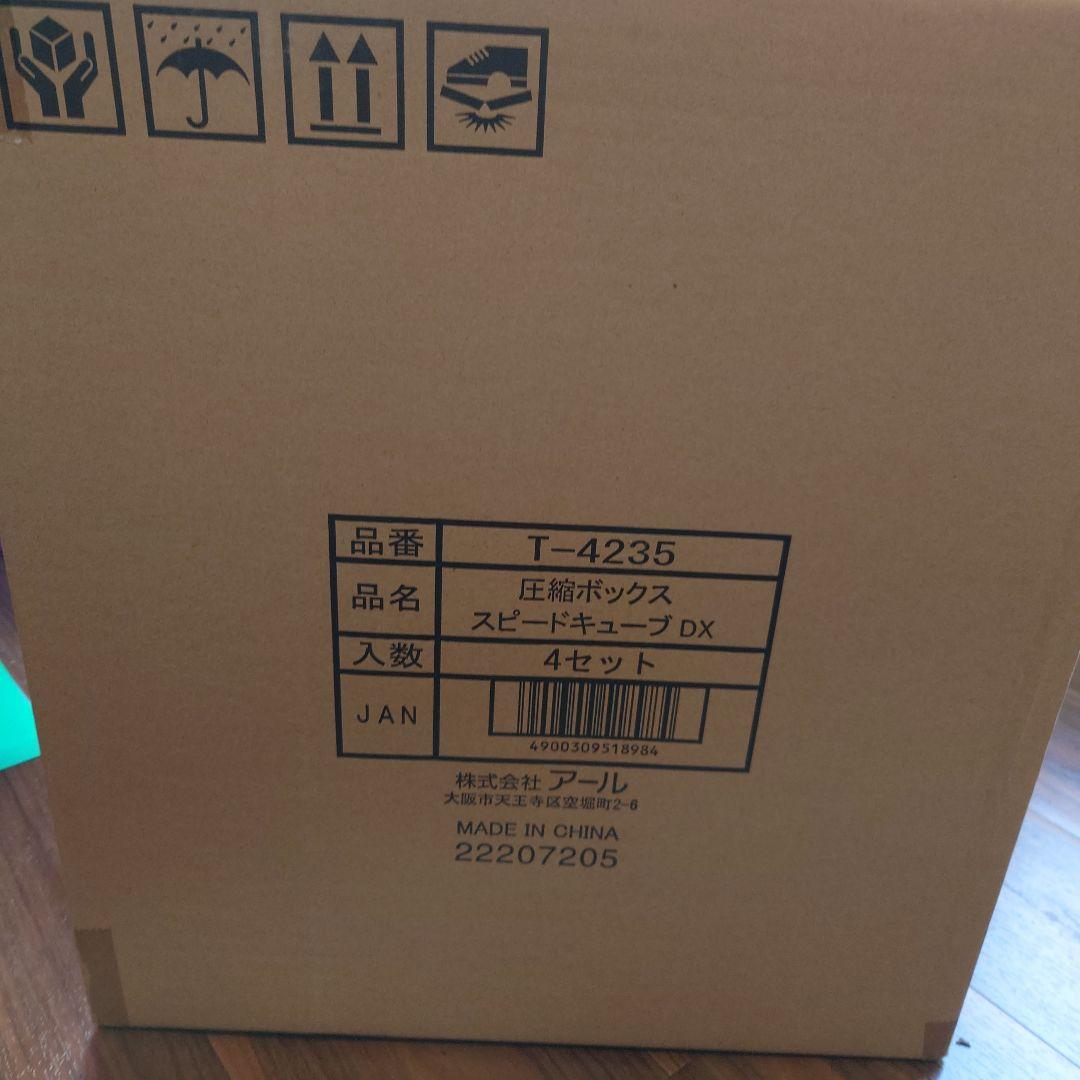 品番 T-4235
品名 圧縮ボックス
スピードキューブ DX
入数 4セット
JAN
4900309518984
株式会社 アール
大阪市天王寺区空堀町2-6
MADE IN CHINA
22207205